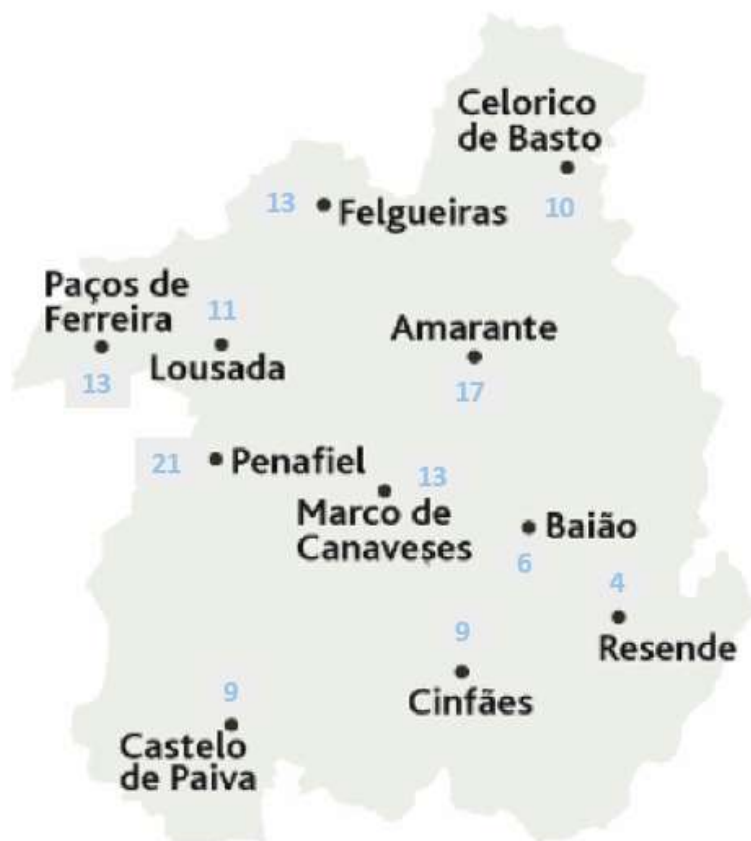 Celorico
de Basto
10
13
Felgueiras
Paços de
Ferreira
13
11
Lousada
Amarante
17
21
Penafiel
13
Marco de
Canaveses
Baião
6
4
Resende
9
Cinfães
9
Castelo
de Paiva